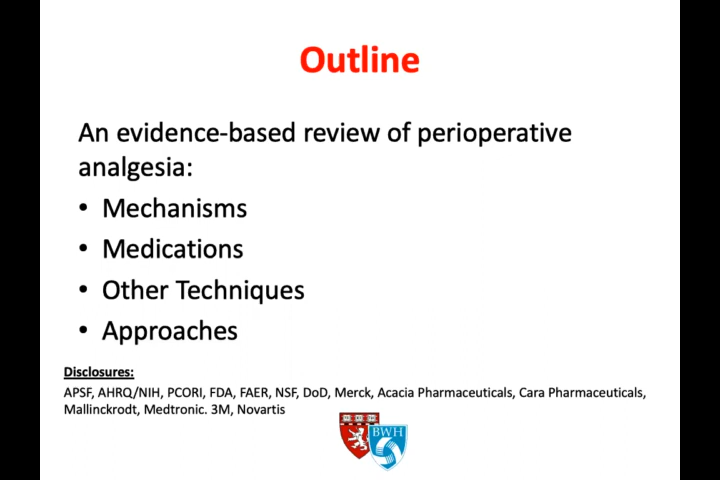 Outline
An evidence-based review of perioperative
analgesia:
• Mechanisms
• Medications
• Other Techniques
• Approaches
Disclosures:
APSF, AHRQ/NIH, PCORI, FDA, FAER, NSF, DoD, Merck, Acacia Pharmaceuticals, Cara Pharmaceuticals,
Mallinckrodt, Medtronic. 3M, Novartis
BWH